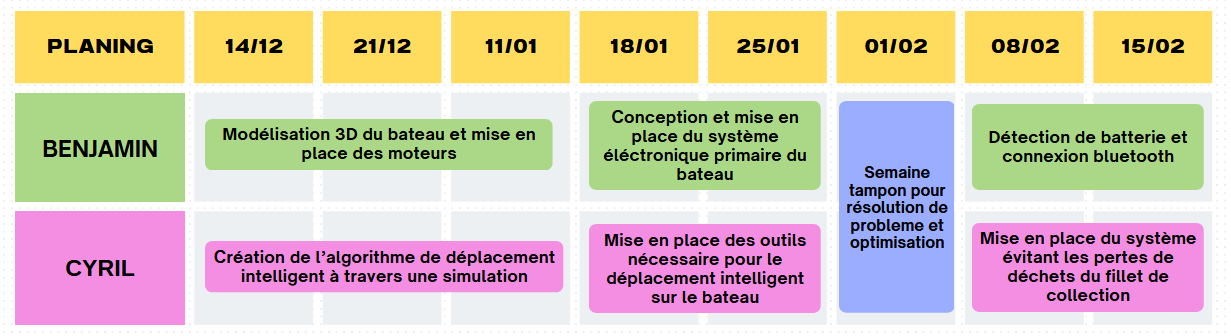 PLANING 14/12 21/12 11/01 18/01 25/01 01/02 08/02 15/02
BENJAMIN
Modélisation 3D du bateau et mise en
place des moteurs
Conception et mise en
place du système
éléctronique primaire du
bateau
Semaine
tampon pour
résolution de
probleme et
optimisation
Détection de batterie et
connexion bluetooth
CYRIL
Création de l'algorithme de déplacement
intelligent à travers une simulation
Mise en place des outils
nécessaire pour le
déplacement intelligent
sur le bateau
Mise en place du système
évitant les pertes de
déchets du fillet de
collection